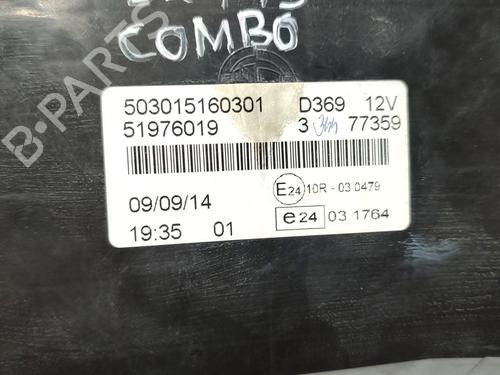 COMBO
503015160301 D369 12V
51976019 3 344 77359
E24 10R - 03 0479
09/09/14
e24 03 1764
19:35 01
B-PARTS